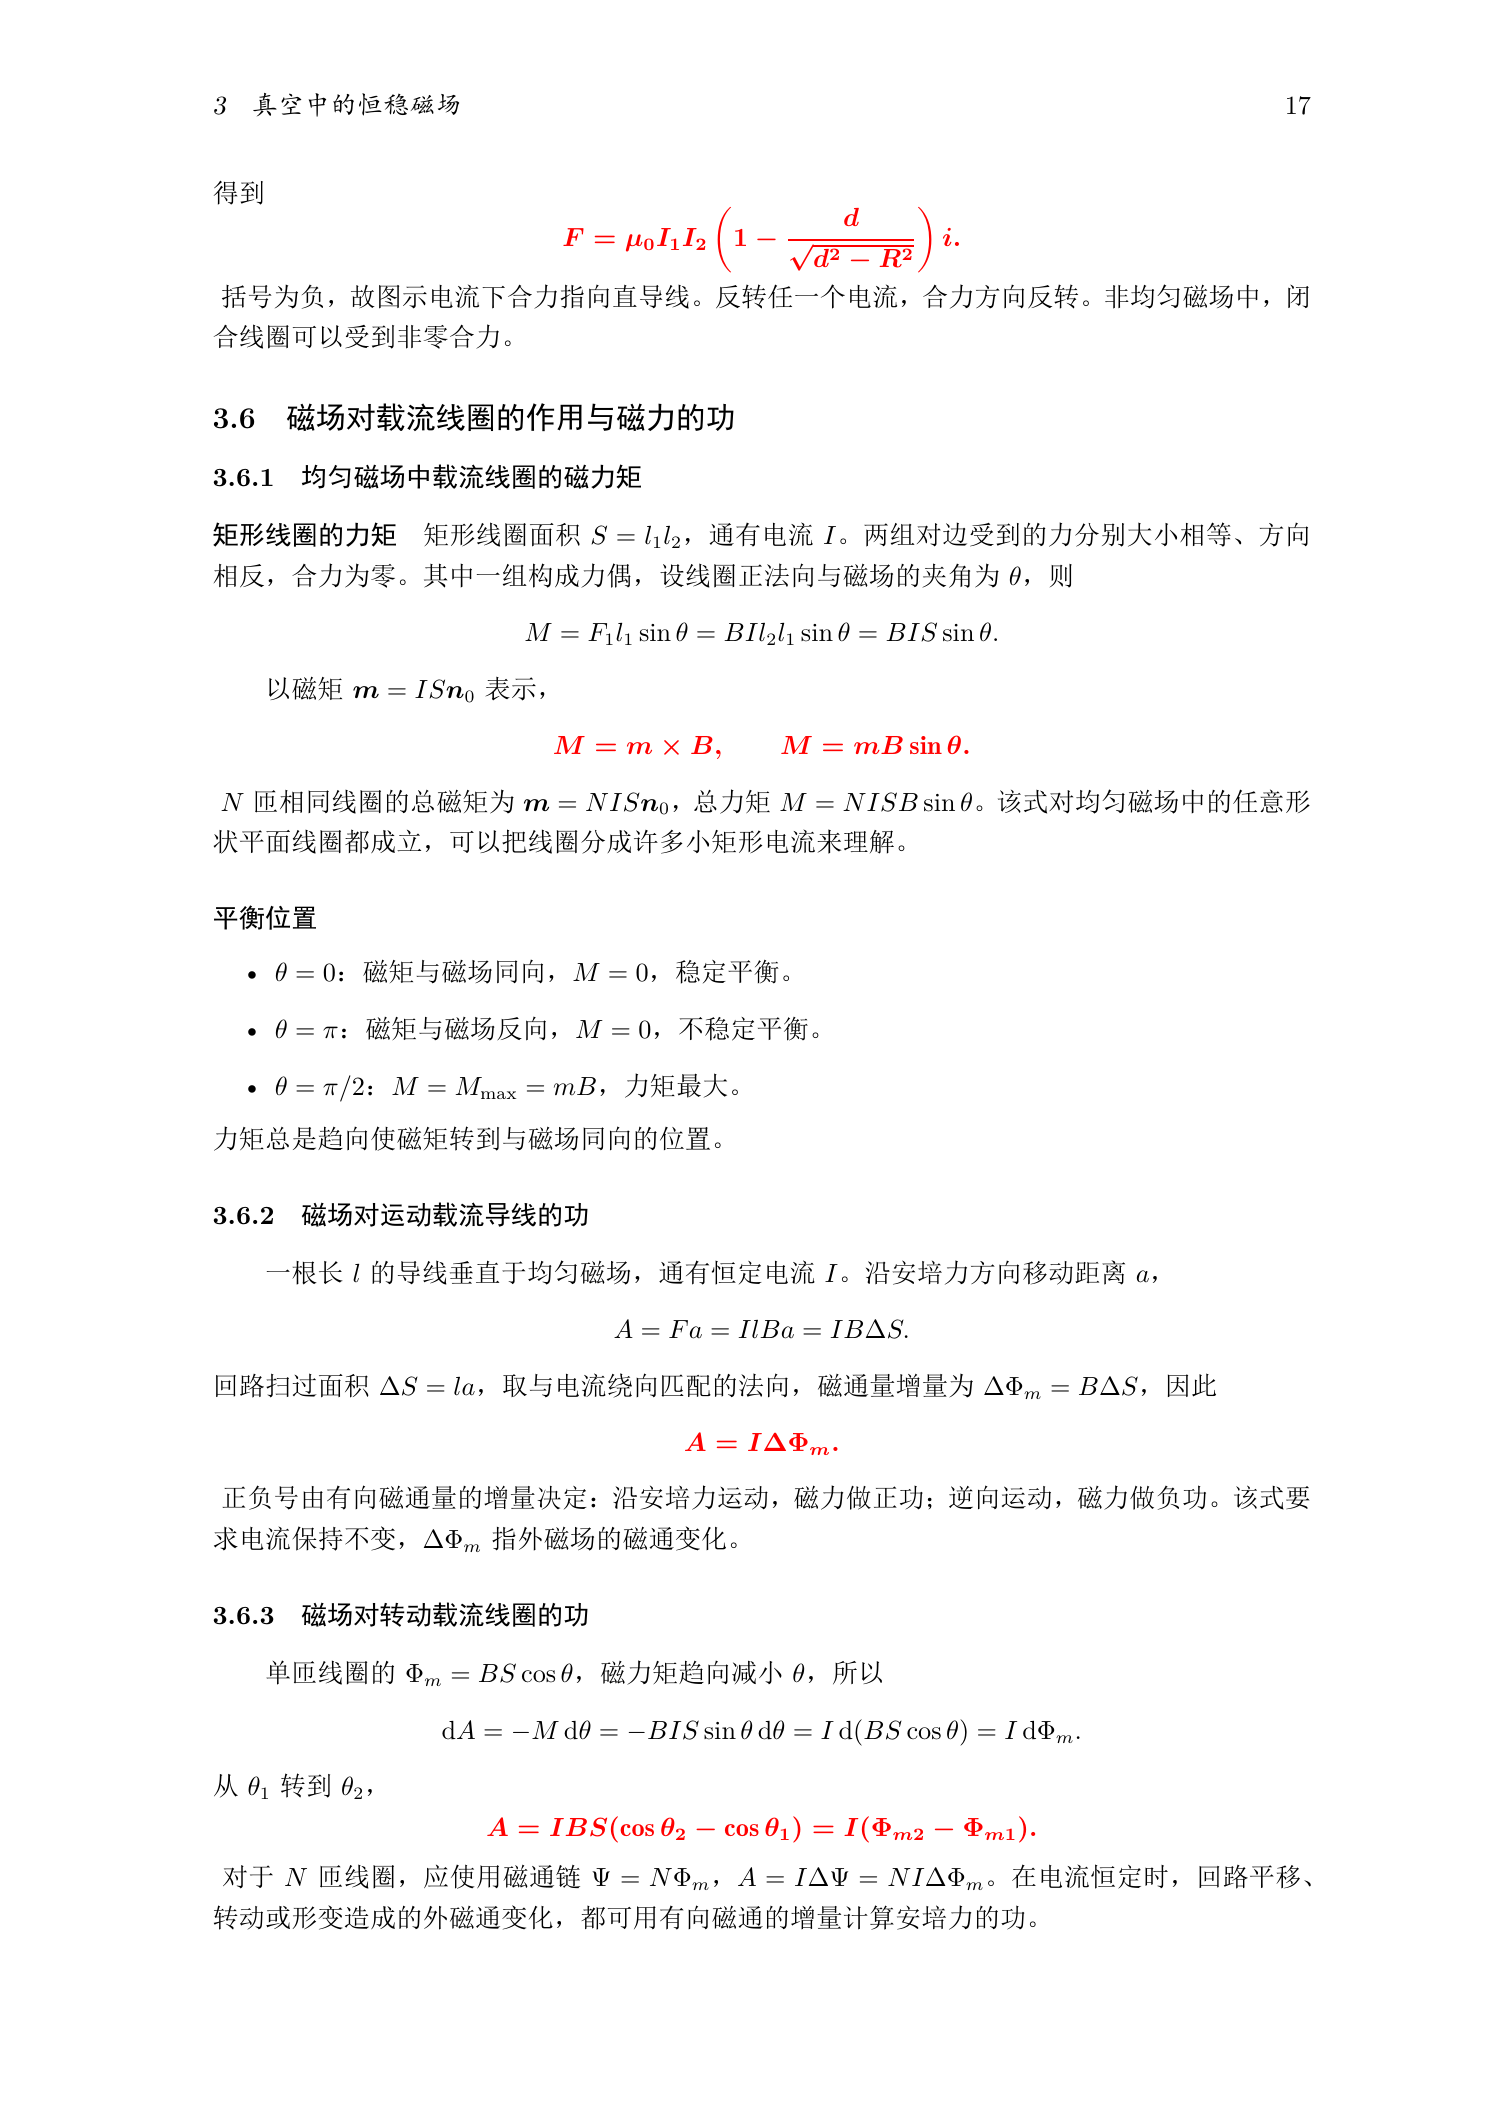 3 真空中的恒稳磁场 17
得到
F = μ₀I₁I₂ (1 − d/√(d² − R²)) i.
括号为负，故图示电流下合力指向直导线。反转任一个电流，合力方向反转。非均匀磁场中，闭
合线圈可以受到非零合力。
3.6 磁场对载流线圈的作用与磁力的功
3.6.1 均匀磁场中载流线圈的磁力矩
矩形线圈的力矩 矩形线圈面积 S = l₁l₂，通有电流 I。两组对边受到的力分别大小相等、方向
相反，合力为零。其中一组构成力偶，设线圈正法向与磁场的夹角为 θ，则
M = F₁l₁ sin θ = BIl₂l₁ sin θ = BIS sin θ.
以磁矩 m = ISn₀ 表示，
M = m × B, M = mB sin θ.
N 匝相同线圈的总磁矩为 m = NISn₀，总力矩 M = NISB sin θ。该式对均匀磁场中的任意形
状平面线圈都成立，可以把线圈分成许多小矩形电流来理解。
平衡位置
• θ = 0：磁矩与磁场同向，M = 0，稳定平衡。
• θ = π：磁矩与磁场反向，M = 0，不稳定平衡。
• θ = π/2：M = Mmax = mB，力矩最大。
力矩总是趋向使磁矩转到与磁场同向的位置。
3.6.2 磁场对运动载流导线的功
一根长 l 的导线垂直于均匀磁场，通有恒定电流 I。沿安培力方向移动距离 a，
A = Fa = IlBa = IBΔS.
回路扫过面积 ΔS = la，取与电流绕向匹配的法向，磁通量增量为 ΔΦₘ = BΔS，因此
A = IΔΦₘ.
正负号由有向磁通量的增量决定：沿安培力运动，磁力做正功；逆向运动，磁力做负功。该式要
求电流保持不变，ΔΦₘ 指外磁场的磁通变化。
3.6.3 磁场对转动载流线圈的功
单匝线圈的 Φₘ = BS cos θ，磁力矩趋向减小 θ，所以
dA = −M dθ = −BIS sin θ dθ = I d(BS cos θ) = I dΦₘ.
从 θ₁ 转到 θ₂，
A = IBS(cos θ₂ − cos θ₁) = I(Φₘ₂ − Φₘ₁).
对于 N 匝线圈，应使用磁通链 Ψ = NΦₘ，A = IΔΨ = NIΔΦₘ。在电流恒定时，回路平移、
转动或形变造成的外磁通变化，都可用有向磁通的增量计算安培力的功。